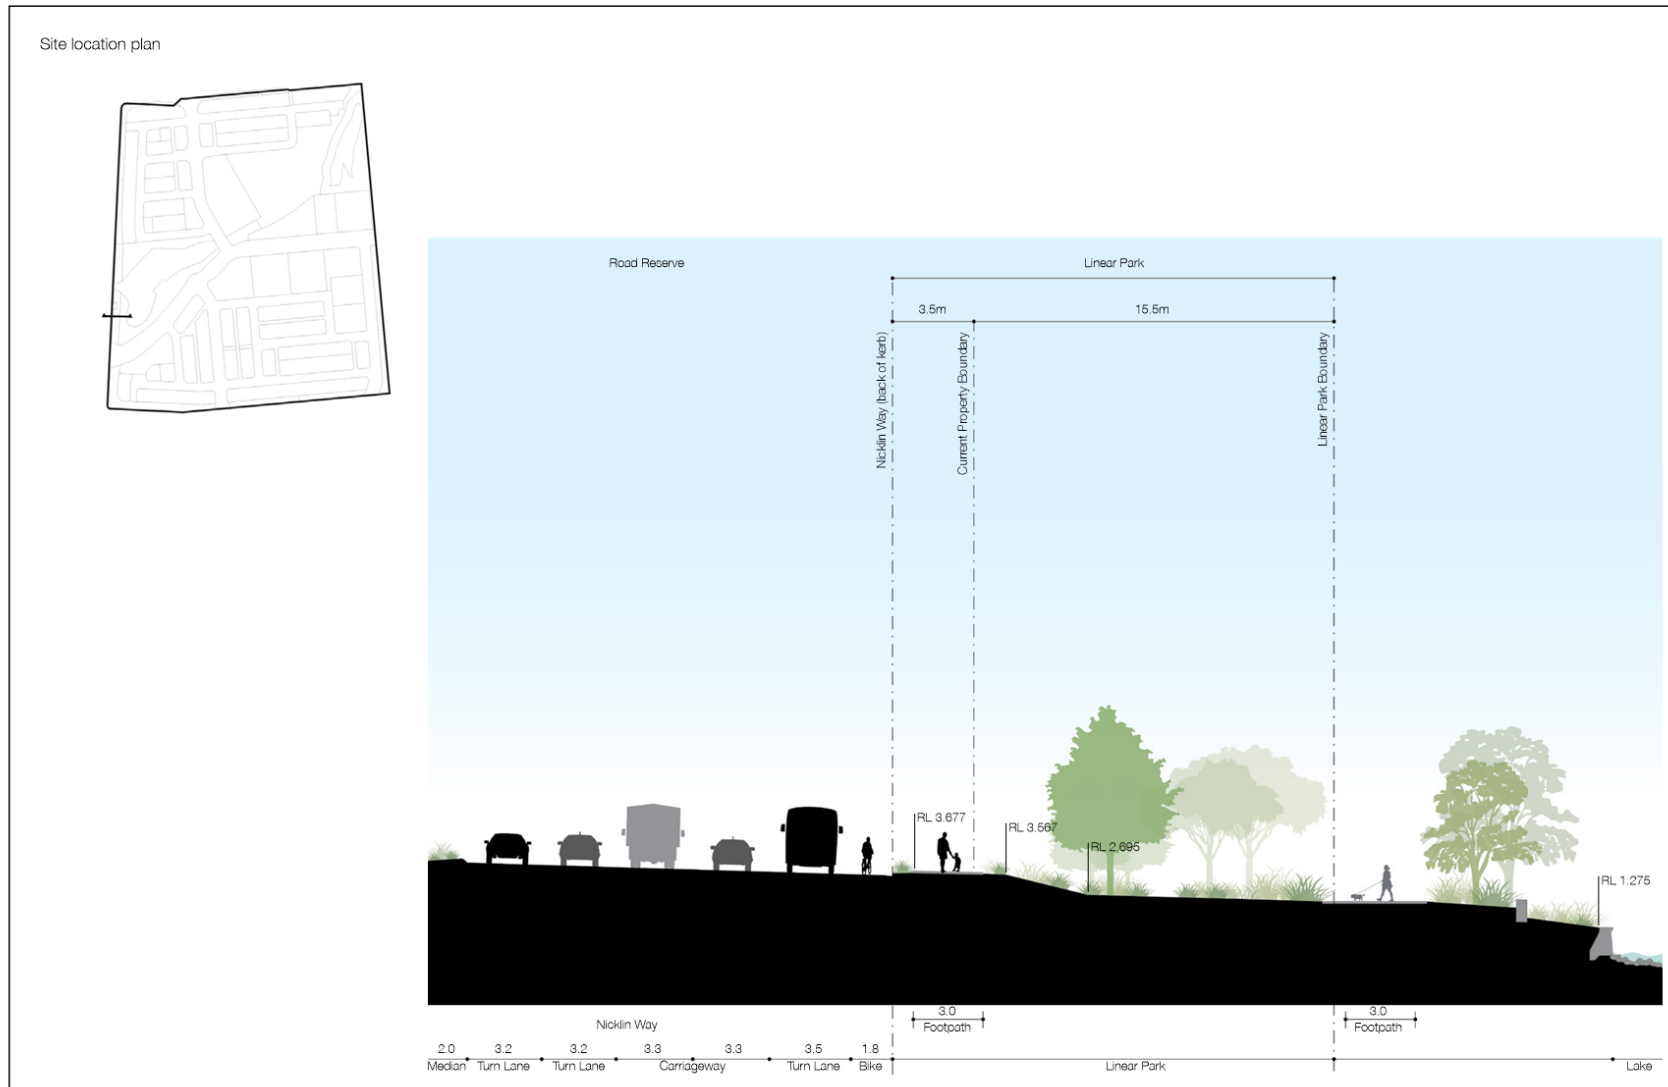 Site location plan
Road Reserve
Linear Park
3.5m
15.5m
Nicklin Way (back of kerb)
Current Property Boundary
Linear Park Boundary
RL 3.677
RL 3.567
RL 2.695
RL 1.275
3.0
Footpath
3.0
Footpath
Nicklin Way
2.0
3.2
3.2
3.3
3.3
3.5
1.8
Median
Turn Lane
Turn Lane
Carriageway
Turn Lane
Bike
Linear Park
Lake